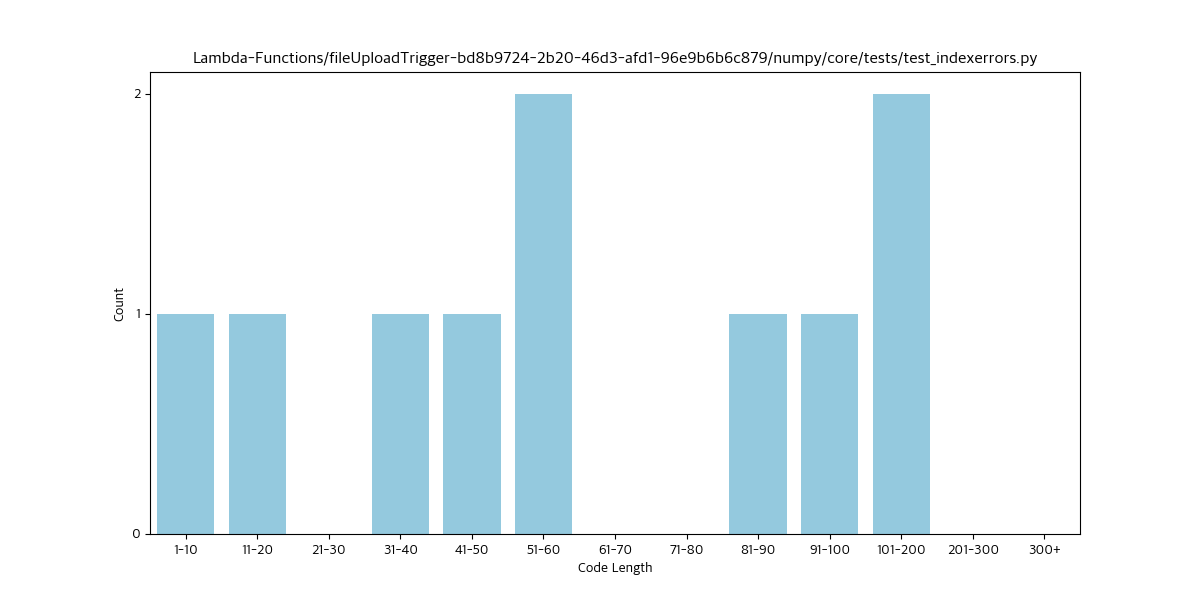 Lambda-Functions/fileUploadTrigger-bd8b9724-2b20-46d3-afd1-96e9b6b6c879/numpy/core/tests/test_indexerrors.py
2
1
0
Count
1-10 11-20 21-30 31-40 41-50 51-60 61-70 71-80 81-90 91-100 101-200 201-300 300+
Code Length